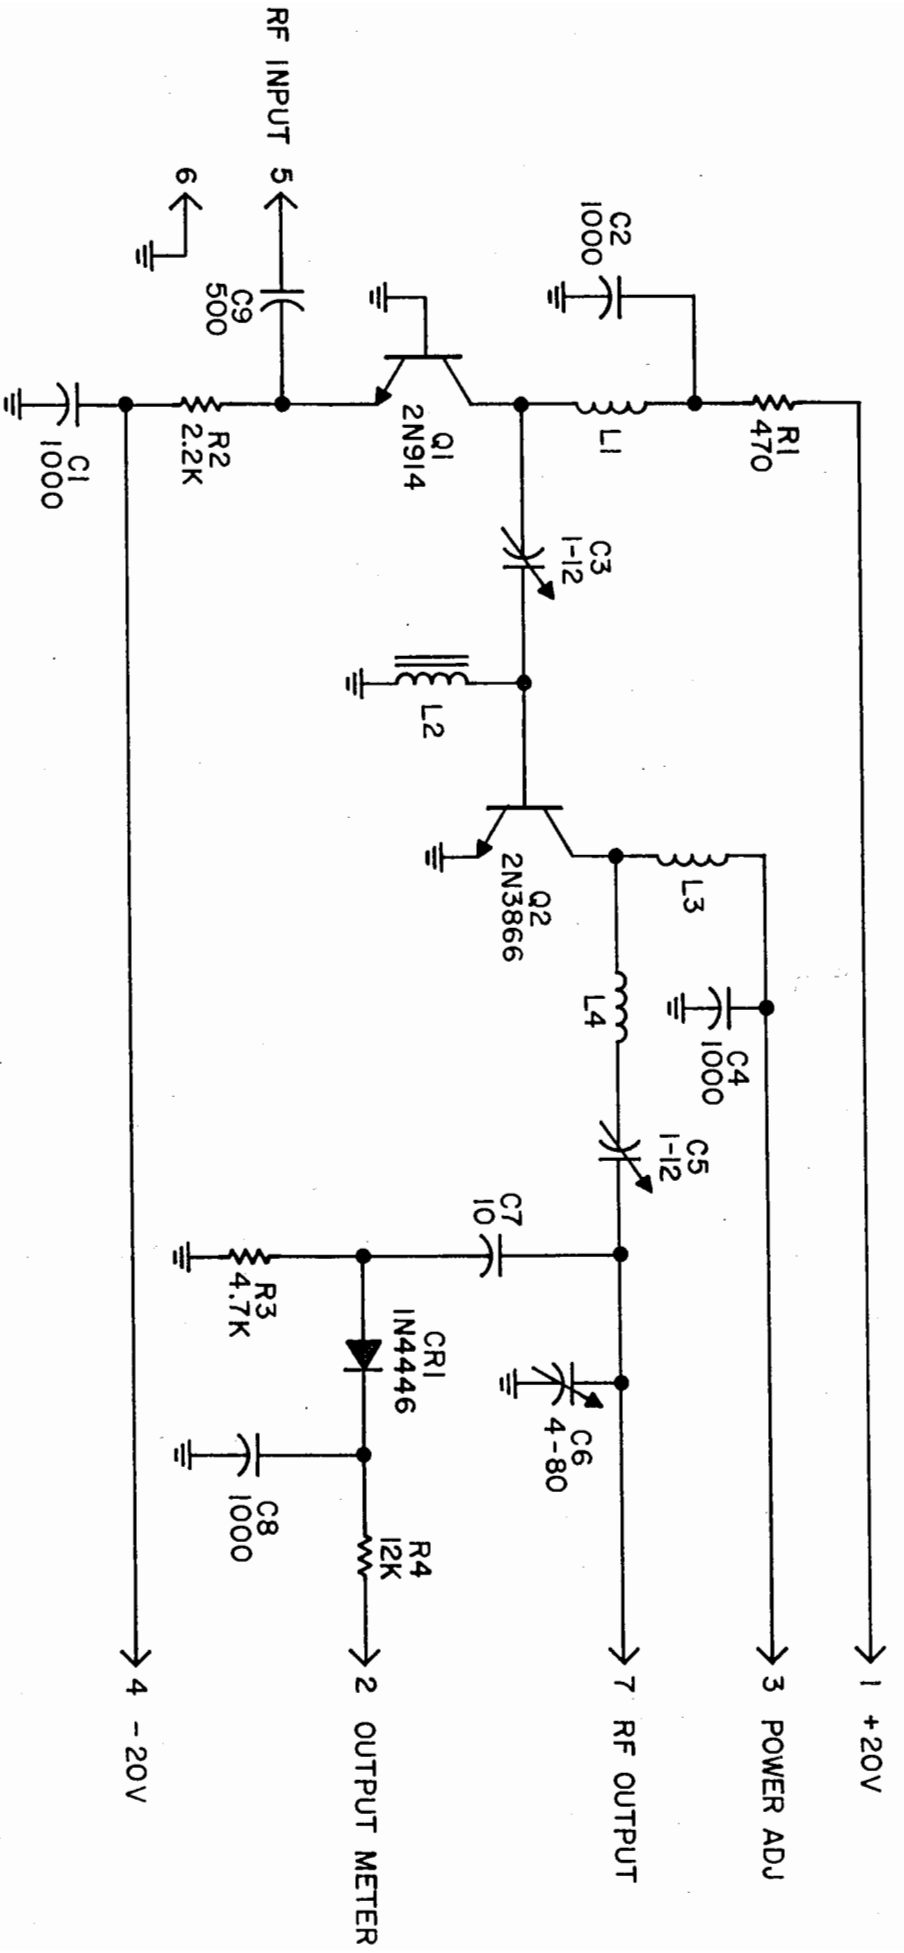 1 +20V
3 POWER ADJ
7 RF OUTPUT
2 OUTPUT METER
4 -20V
RF INPUT 5
6
R1
470
C2
1000
L1
C3
1-12
Q1
2N914
C9
500
R2
2.2K
C1
1000
L2
Q2
2N3866
L3
C4
1000
L4
C5
1-12
C7
10
C6
4-80
CR1
1N4446
R3
4.7K
C8
1000
R4
12K